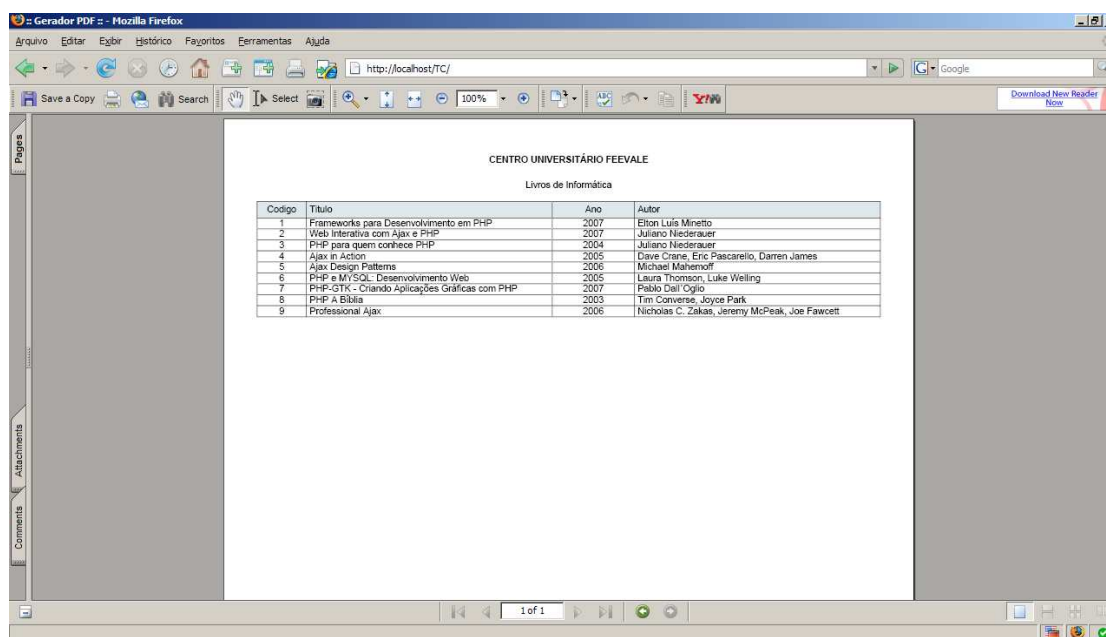 :: Gerador PDF :: - Mozilla Firefox
Arquivo Editar Exibir Histórico Favoritos Ferramentas Ajuda
http://localhost/TC/ Google
Save a Copy Search Select 100% Y! Download New Reader Now
Pages
CENTRO UNIVERSITÁRIO FEEVALE
Livros de Informática
Codigo Título Ano Autor
1 Frameworks para Desenvolvimento em PHP 2007 Elton Luís Minetto
2 Web Interativa com Ajax e PHP 2007 Juliano Niederauer
3 PHP para quem conhece PHP 2004 Juliano Niederauer
4 Ajax in Action 2005 Dave Crane, Eric Pascarello, Darren James
5 Ajax Design Patterns 2006 Michael Mahemoff
6 PHP e MYSQL: Desenvolvimento Web 2005 Laura Thomson, Luke Welling
7 PHP-GTK - Criando Aplicações Gráficas com PHP 2007 Pablo Dall´Oglio
8 PHP A Bíblia 2003 Tim Converse, Joyce Park
9 Professional Ajax 2006 Nicholas C. Zakas, Jeremy McPeak, Joe Fawcett
Attachments
Comments
1 of 1